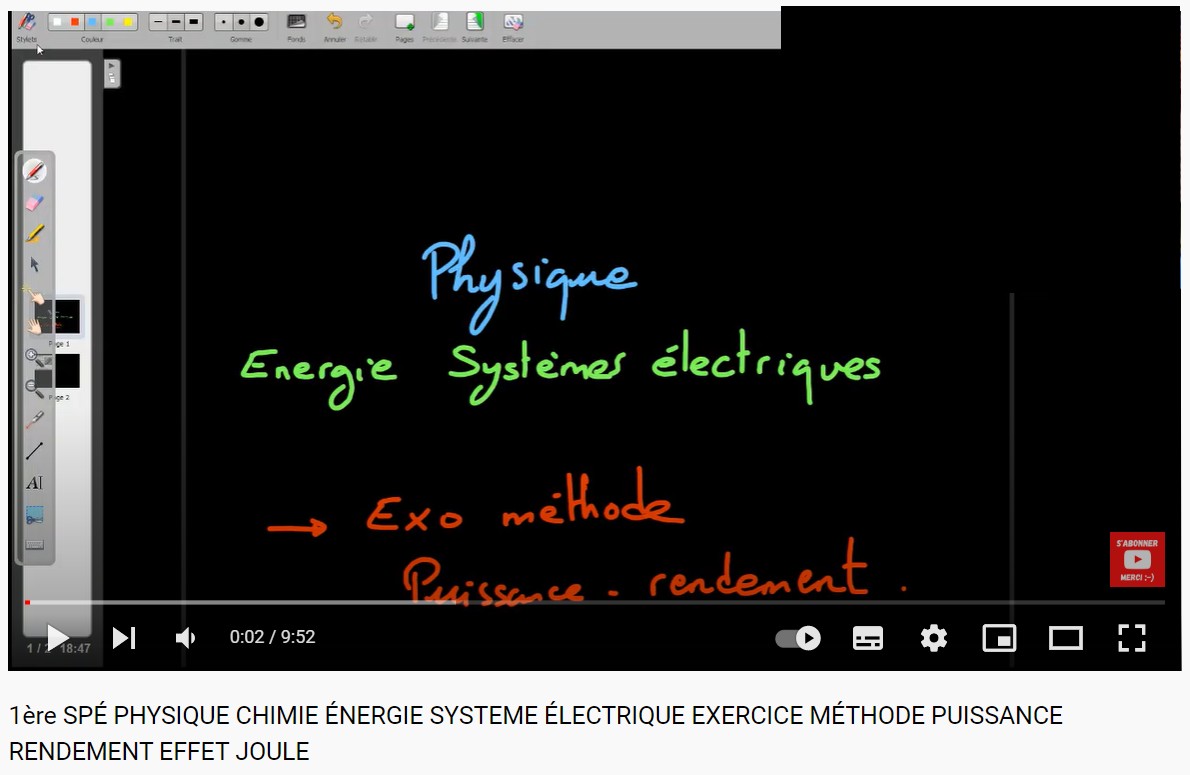 Stylets Couleur Trait Gomme Fonds Annuler Rétablir Pages Précédente Suivante Effacer
Physique
Energie Systèmes électriques
→ Exo méthode
Puissance - rendement.
Page 1
Page 2
AI
S'ABONNER
MERCI ;-)
1 / 2 18:47
0:02 / 9:52
1ère SPÉ PHYSIQUE CHIMIE ÉNERGIE SYSTEME ÉLECTRIQUE EXERCICE MÉTHODE PUISSANCE
RENDEMENT EFFET JOULE